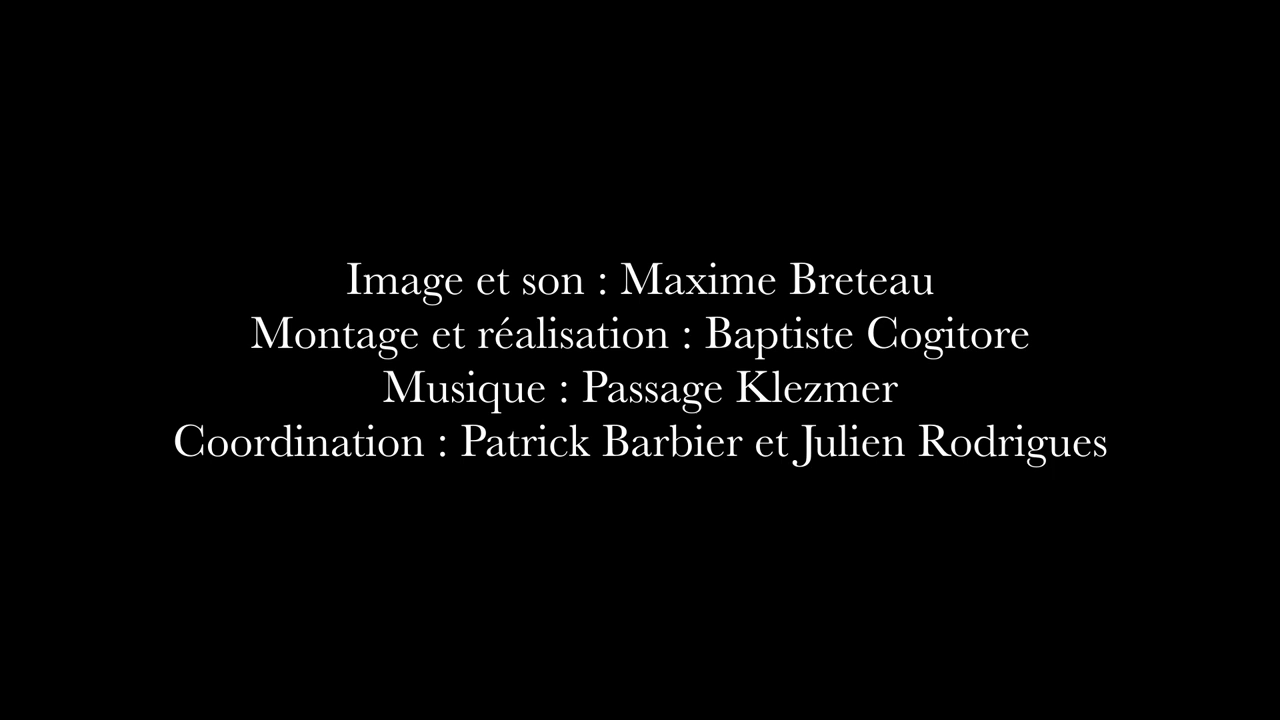 Image et son : Maxime Breteau
Montage et réalisation : Baptiste Cogitore
Musique : Passage Klezmer
Coordination : Patrick Barbier et Julien Rodrigues